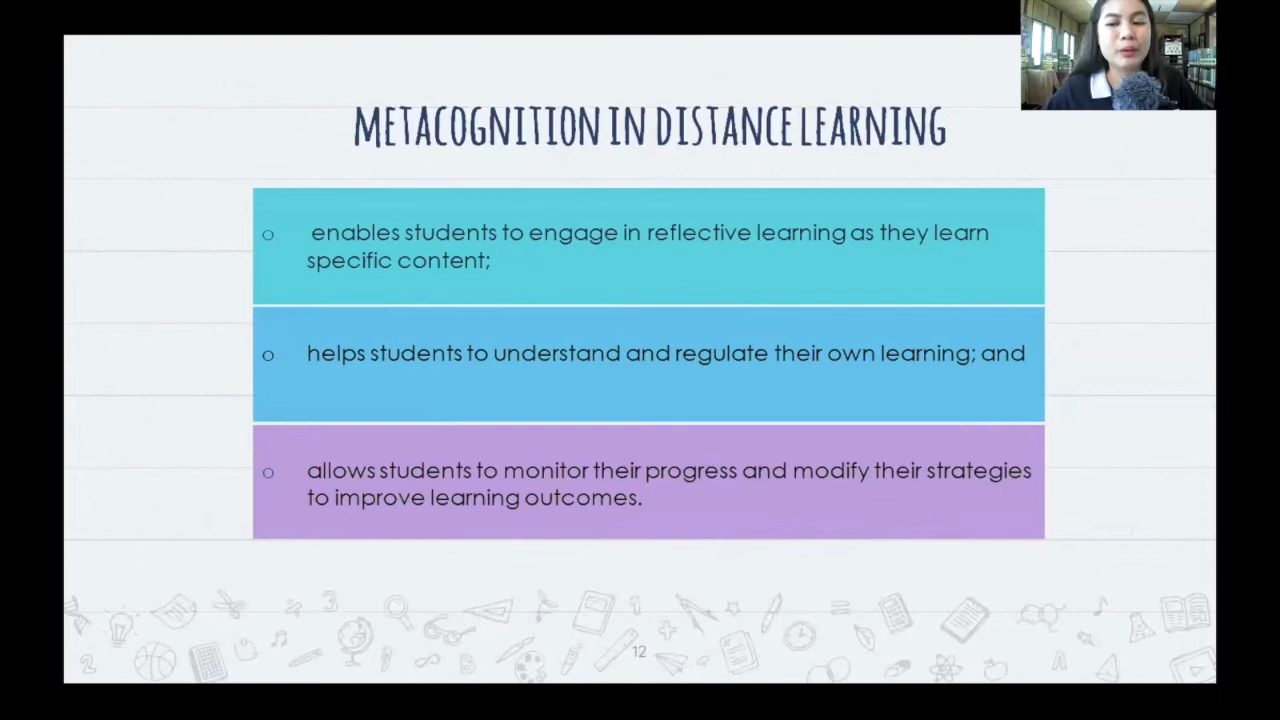 METACOGNITION IN DISTANCE LEARNING
o enables students to engage in reflective learning as they learn
specific content;
o helps students to understand and regulate their own learning; and
o allows students to monitor their progress and modify their strategies
to improve learning outcomes.
12